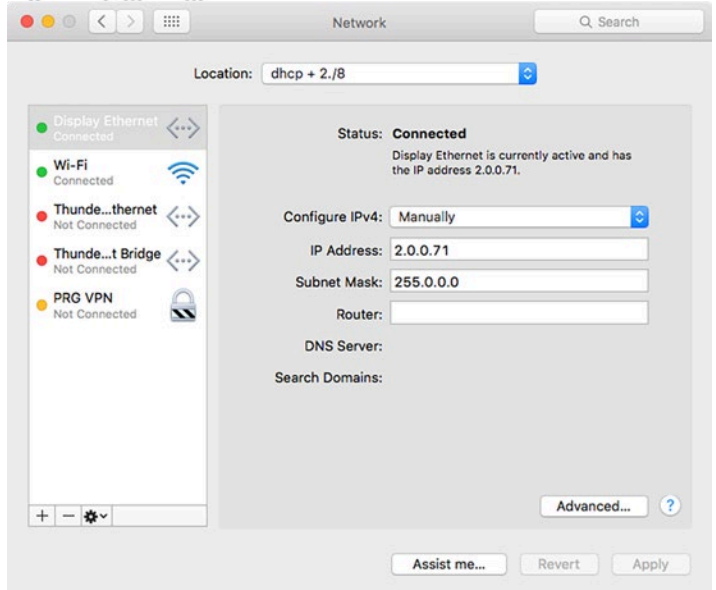 Network
Search
Location: dhcp + 2./8
Display Ethernet
Connected
Wi-Fi
Connected
Thunde...thernet
Not Connected
Thunde...t Bridge
Not Connected
PRG VPN
Not Connected
Status: Connected
Display Ethernet is currently active and has
the IP address 2.0.0.71.
Configure IPv4: Manually
IP Address: 2.0.0.71
Subnet Mask: 255.0.0.0
Router:
DNS Server:
Search Domains:
Advanced... ?
Assist me... Revert Apply